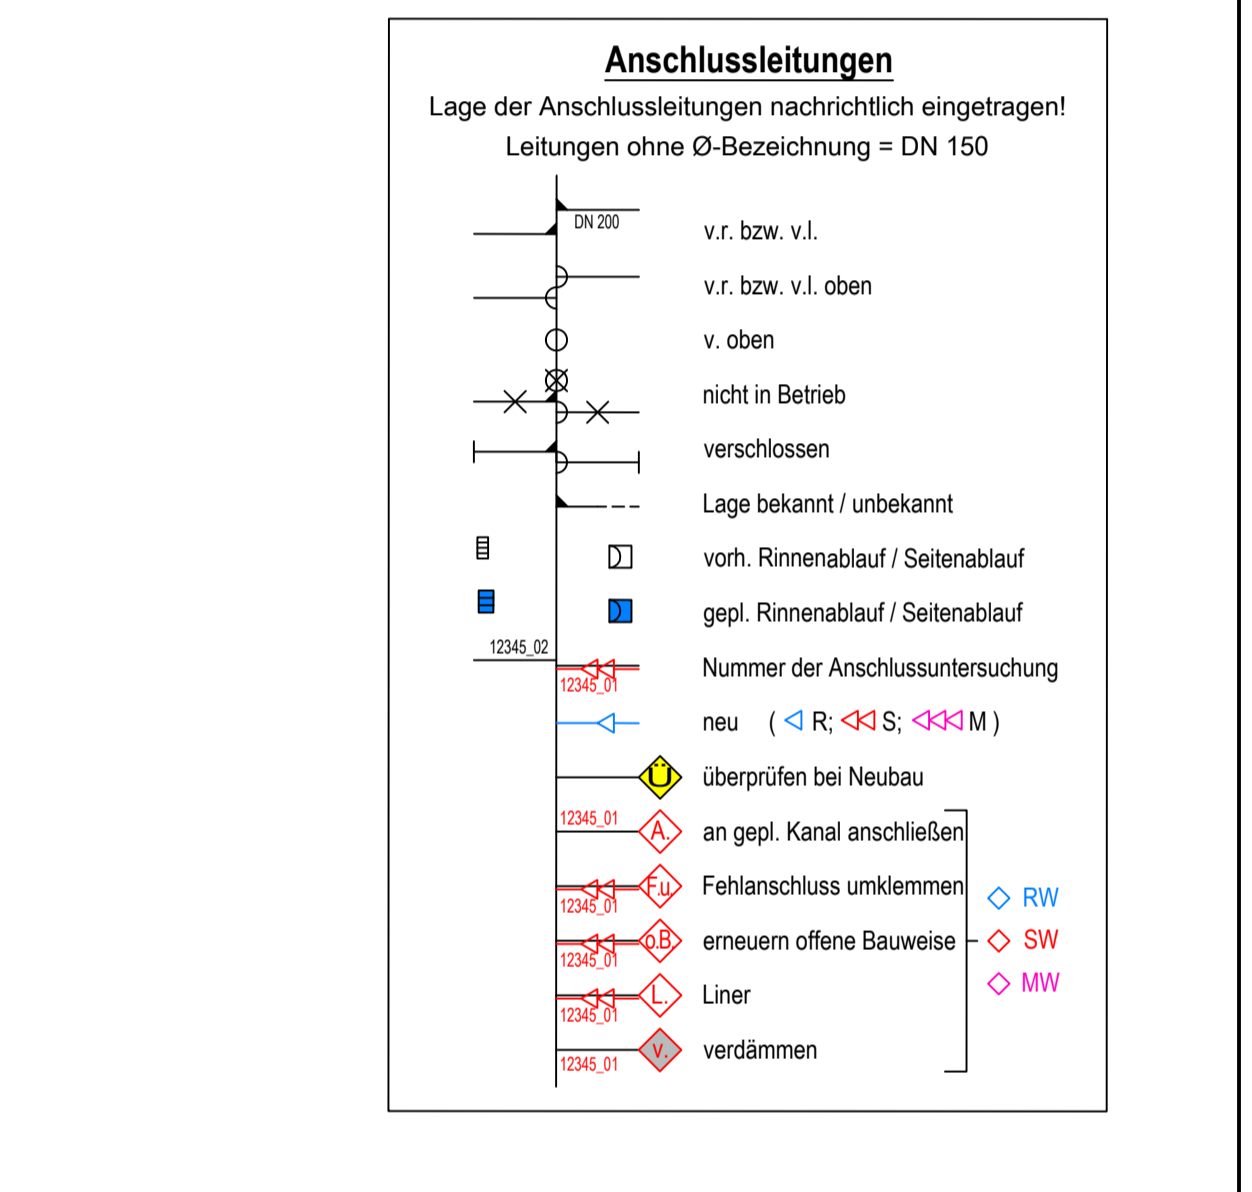 Anschlussleitungen
Lage der Anschlussleitungen nachrichtlich eingetragen!
Leitungen ohne Ø-Bezeichnung = DN 150
DN 200
v.r. bzw. v.l.
v.r. bzw. v.l. oben
v. oben
nicht in Betrieb
verschlossen
Lage bekannt / unbekannt
vorh. Rinnenablauf / Seitenablauf
gepl. Rinnenablauf / Seitenablauf
12345_02
12345_01 Nummer der Anschlussuntersuchung
neu ( R; S; M )
Ü überprüfen bei Neubau
12345_01 A. an gepl. Kanal anschließen
12345_01 F.u. Fehlanschluss umklemmen
RW
12345_01 o.B. erneuern offene Bauweise
SW
12345_01 L. Liner
MW
12345_01 v. verdämmen